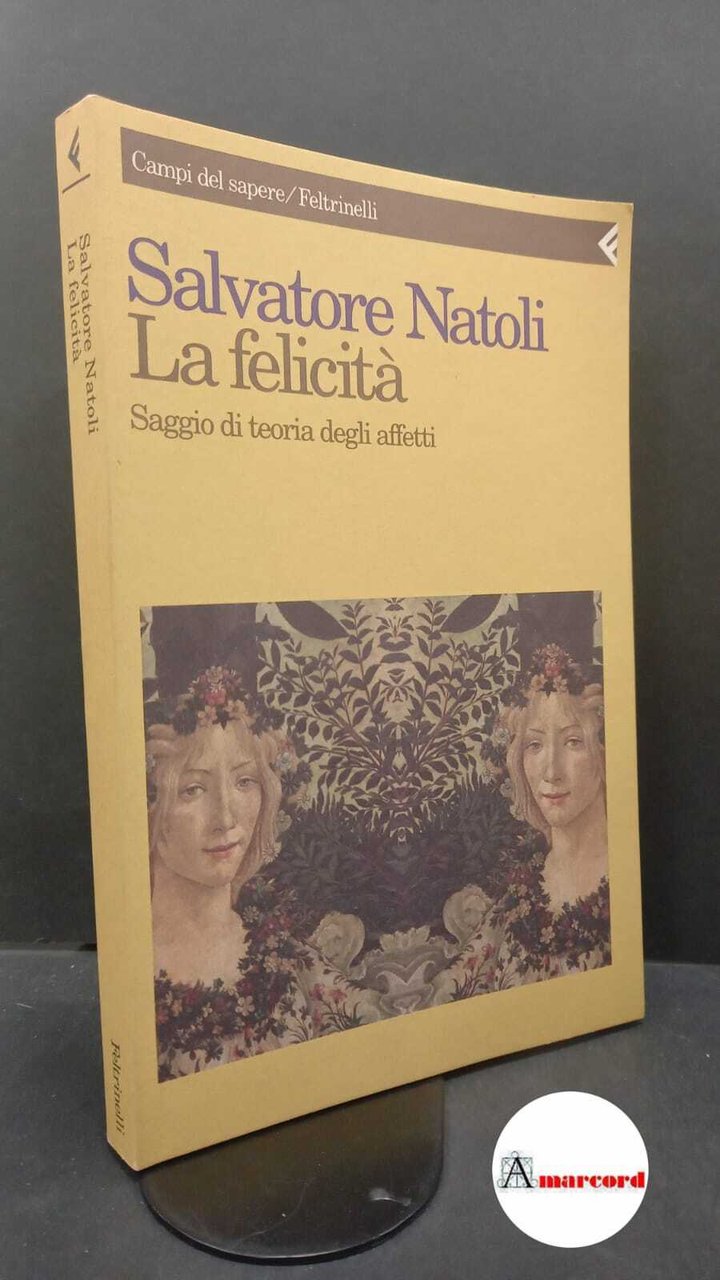 Campi del sapere/Feltrinelli
Salvatore Natoli
La felicità
Saggio di teoria degli affetti
Salvatore Natoli
La felicità
Feltrinelli
Amarcord